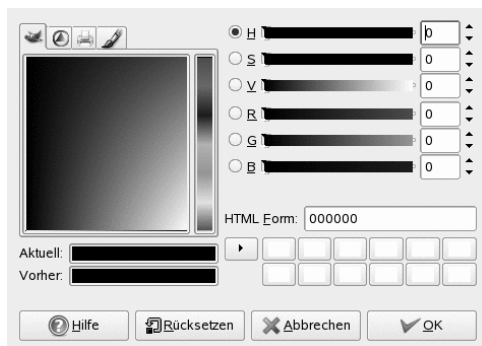 H 0
S 0
V 0
R 0
G 0
B 0
HTML Form: 000000
Aktuell:
Vorher:
Hilfe Rücksetzen Abbrechen OK